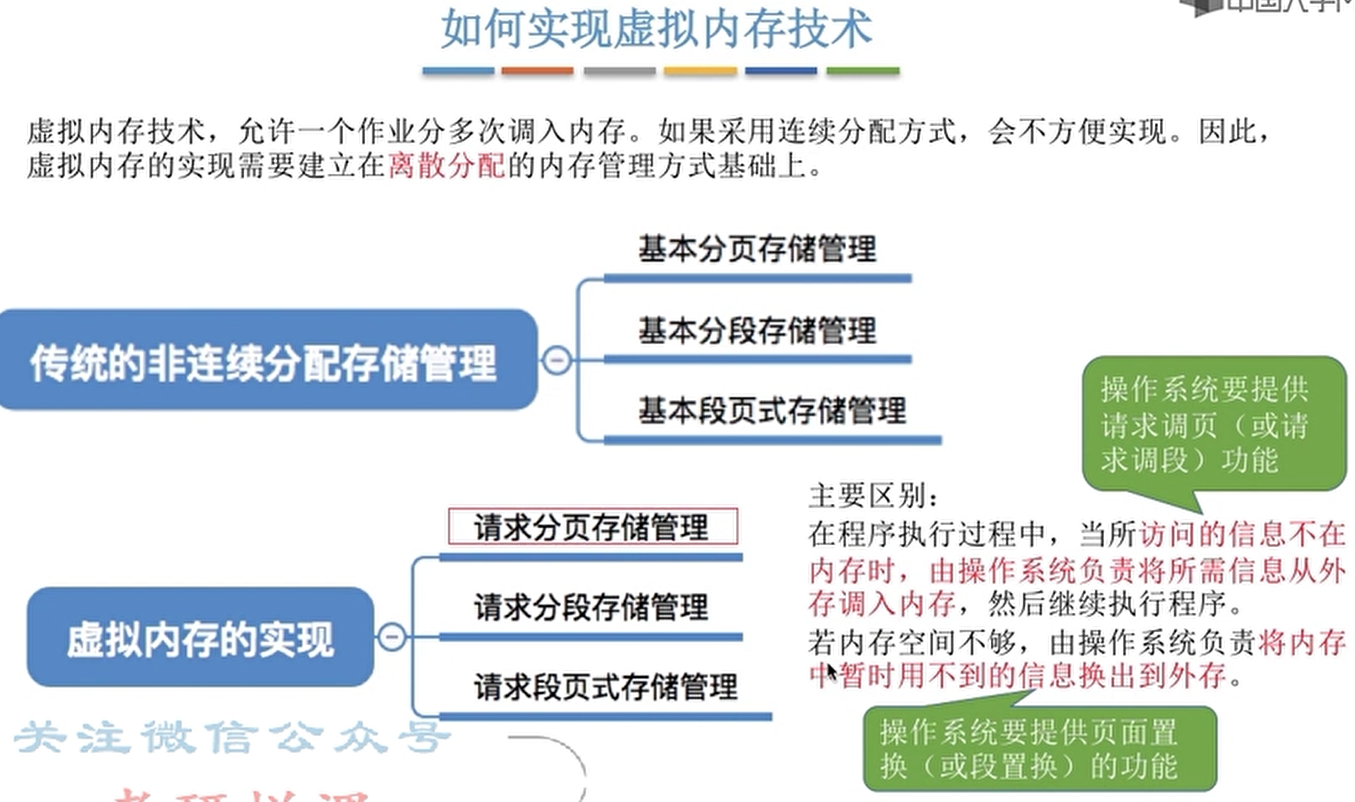 如何实现虚拟内存技术
虚拟内存技术，允许一个作业分多次调入内存。如果采用连续分配方式，会不方便实现。因此，
虚拟内存的实现需要建立在离散分配的内存管理方式基础上。
基本分页存储管理
传统的非连续分配存储管理
基本分段存储管理
基本段页式存储管理
操作系统要提供
请求调页（或请
求调段）功能
请求分页存储管理
虚拟内存的实现
请求分段存储管理
请求段页式存储管理
主要区别：
在程序执行过程中，当所访问的信息不在
内存时，由操作系统负责将所需信息从外
存调入内存，然后继续执行程序。
若内存空间不够，由操作系统负责将内存
中暂时用不到的信息换出到外存。
操作系统要提供页面置
换（或段置换）的功能
关注微信公众号